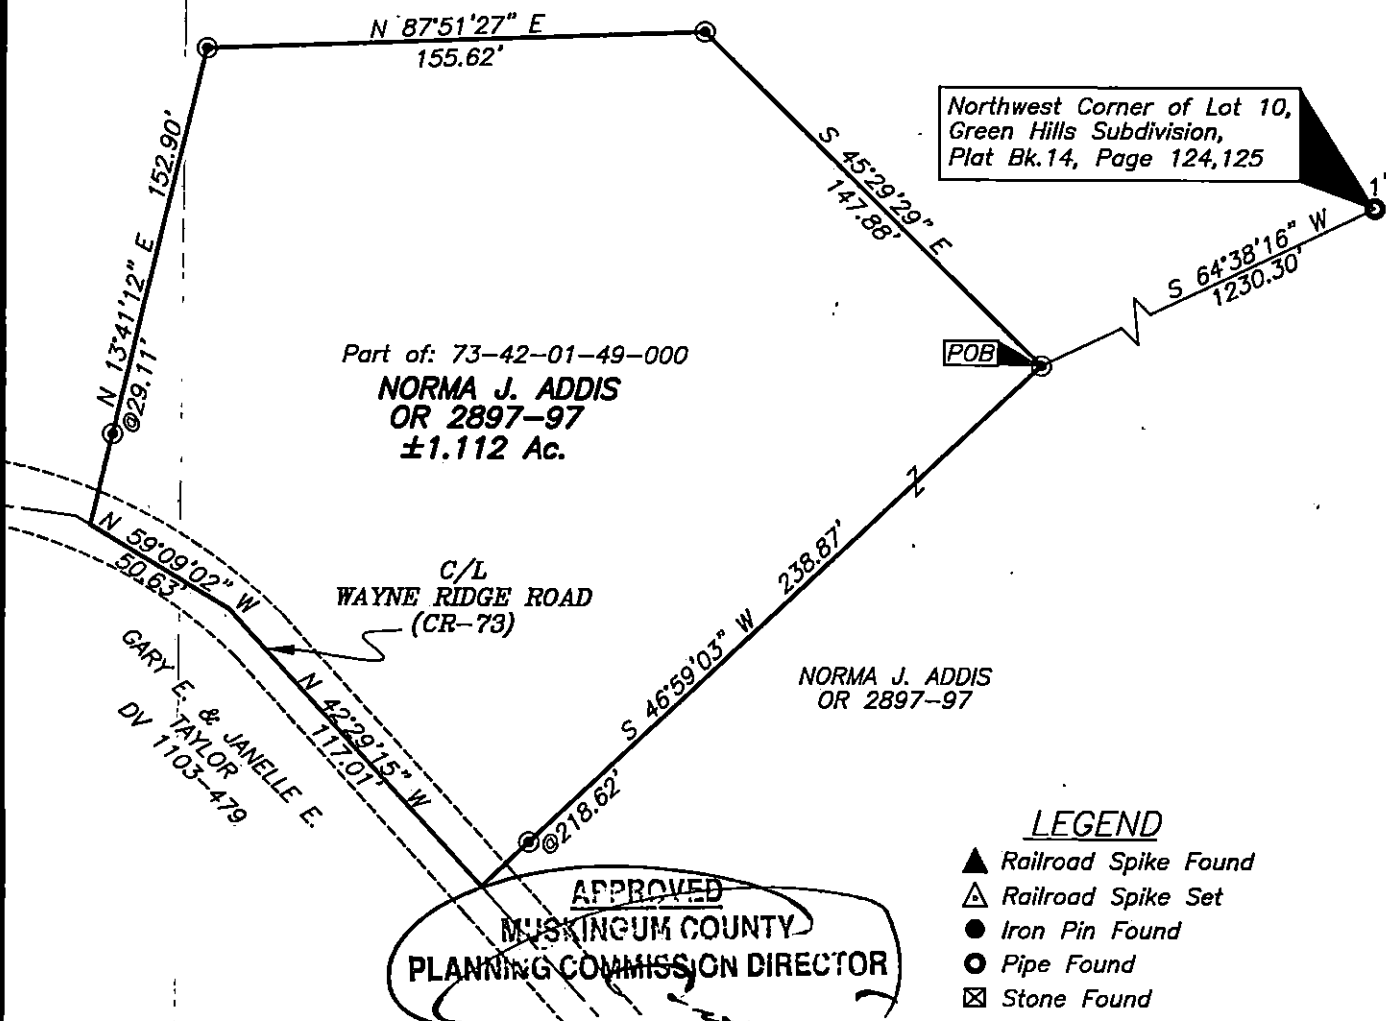 N 87°51'27" E
155.62'
N 13°41'12" E 152.90'
@29.11'
S 45°29'29" E
147.88'
Northwest Corner of Lot 10,
Green Hills Subdivision,
Plat Bk.14, Page 124,125
1"
S 64°38'16" W
1230.30'
POB
Part of: 73-42-01-49-000
NORMA J. ADDIS
OR 2897-97
±1.112 Ac.
N 59°09'02" W
50.63'
C/L
WAYNE RIDGE ROAD
(CR-73)
S 46°59'03" W 238.87'
@218.62'
N 42°29'15" W
117.01'
GARY E. & JANELLE E.
TAYLOR
DV 1103-479
NORMA J. ADDIS
OR 2897-97
LEGEND
Railroad Spike Found
Railroad Spike Set
Iron Pin Found
Pipe Found
Stone Found
APPROVED
MUSKINGUM COUNTY
PLANNING COMMISSION DIRECTOR